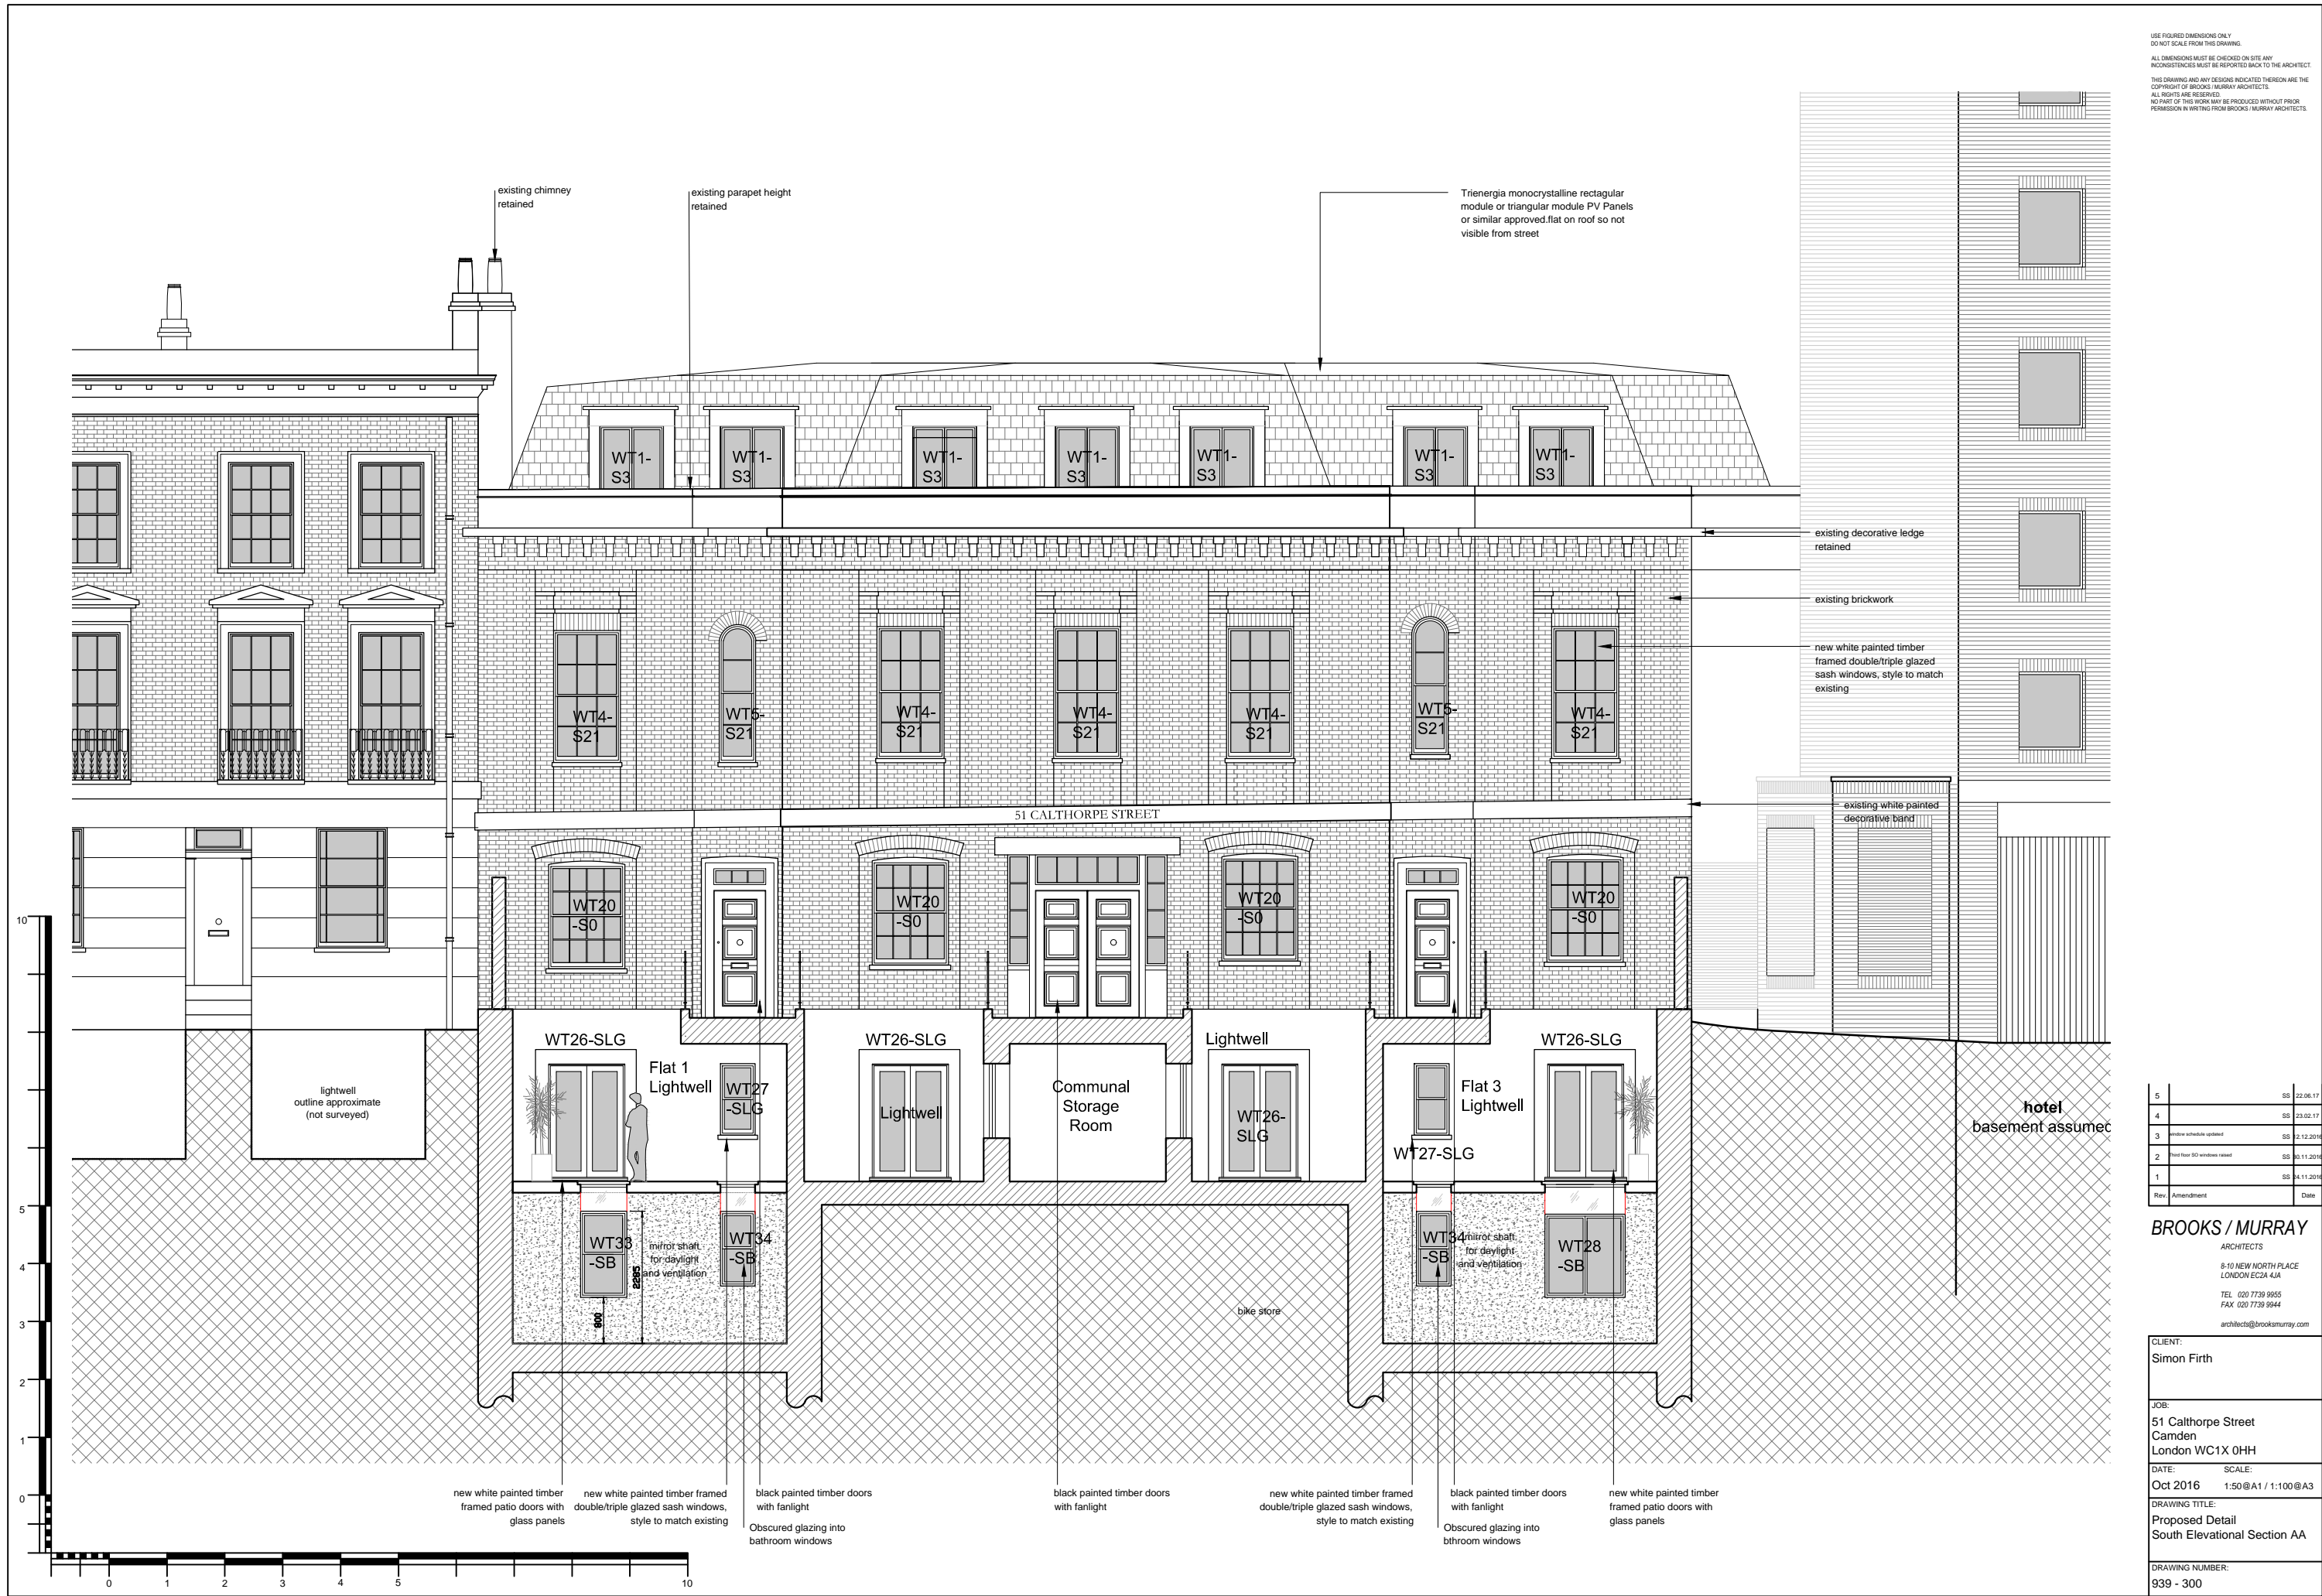 USE FIGURED DIMENSIONS ONLY
DO NOT SCALE FROM THIS DRAWING.
ALL DIMENSIONS MUST BE CHECKED ON SITE ANY
INCONSISTENCIES MUST BE REPORTED BACK TO THE ARCHITECT.
THIS DRAWING AND ANY DESIGNS INDICATED THEREON ARE THE
COPYRIGHT OF BROOKS / MURRAY ARCHITECTS.
ALL RIGHTS ARE RESERVED.
NO PART OF THIS WORK MAY BE PRODUCED WITHOUT PRIOR
PERMISSION IN WRITING FROM BROOKS / MURRAY ARCHITECTS.
existing chimney
retained
existing parapet height
retained
Trienergia monocrystalline rectagular
module or triangular module PV Panels
or similar approved.flat on roof so not
visible from street
WT1-
S3
WT1-
S3
WT1-
S3
WT1-
S3
WT1-
S3
WT1-
S3
WT1-
S3
existing decorative ledge
retained
existing brickwork
new white painted timber
framed double/triple glazed
sash windows, style to match
existing
WT4-
S21
WT5-
S21
WT4-
S21
WT4-
S21
WT4-
S21
WT5-
S21
WT4-
S21
existing white painted
decorative band
51 CALTHORPE STREET
WT20
-S0
WT20
-S0
WT20
-S0
WT20
-S0
WT26-SLG
Flat 1
Lightwell
WT27
-SLG
WT26-SLG
Lightwell
Communal
Storage
Room
Lightwell
WT26-
SLG
Flat 3
Lightwell
WT27-SLG
WT26-SLG
lightwell
outline approximate
(not surveyed)
hotel
basement assumed
WT33
-SB
mirror shaft
for daylight
and ventilation
2295
800
WT34
-SB
bike store
WT34
-SB
mirror shaft
for daylight
and ventilation
WT28
-SB
new white painted timber
framed patio doors with
glass panels
new white painted timber framed
double/triple glazed sash windows,
style to match existing
black painted timber doors
with fanlight
Obscured glazing into
bathroom windows
black painted timber doors
with fanlight
new white painted timber framed
double/triple glazed sash windows,
style to match existing
black painted timber doors
with fanlight
Obscured glazing into
bthroom windows
new white painted timber
framed patio doors with
glass panels
10
5
4
3
2
1
0
0 1 2 3 4 5 10
5 SS 22.06.17
4 SS 23.02.17
3 window schedule updated SS 12.12.2016
2 Third floor SO windows raised SS 30.11.2016
1 SS 24.11.2016
Rev. Amendment Date
BROOKS / MURRAY
ARCHITECTS
8-10 NEW NORTH PLACE
LONDON EC2A 4JA
TEL 020 7739 9955
FAX 020 7739 9944
architects@brooksmurray.com
CLIENT:
Simon Firth
JOB:
51 Calthorpe Street
Camden
London WC1X 0HH
DATE: SCALE:
Oct 2016 1:50@A1 / 1:100@A3
DRAWING TITLE:
Proposed Detail
South Elevational Section AA
DRAWING NUMBER:
939 - 300